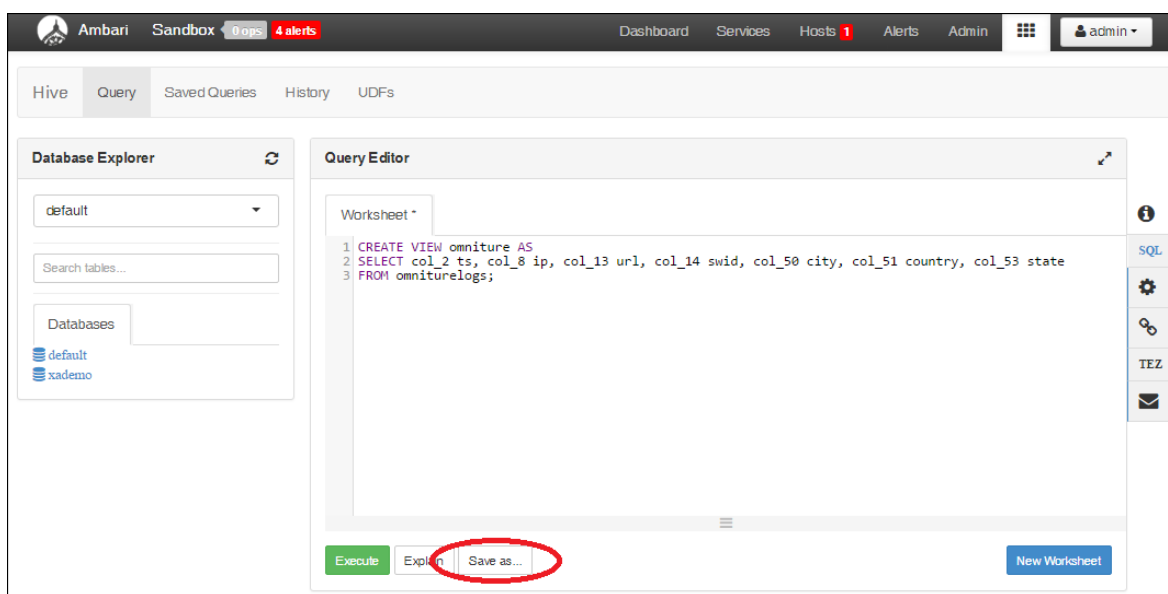 Ambari Sandbox 0 ops 4 alerts Dashboard Services Hosts 1 Alerts Admin admin
Hive Query Saved Queries History UDFs
Database Explorer
default
Search tables...
Databases
default
xademo
Query Editor
Worksheet *
1 CREATE VIEW omniture AS
2 SELECT col_2 ts, col_8 ip, col_13 url, col_14 swid, col_50 city, col_51 country, col_53 state
3 FROM omniturelogs;
Execute Explain Save as... New Worksheet
SQL
TEZ